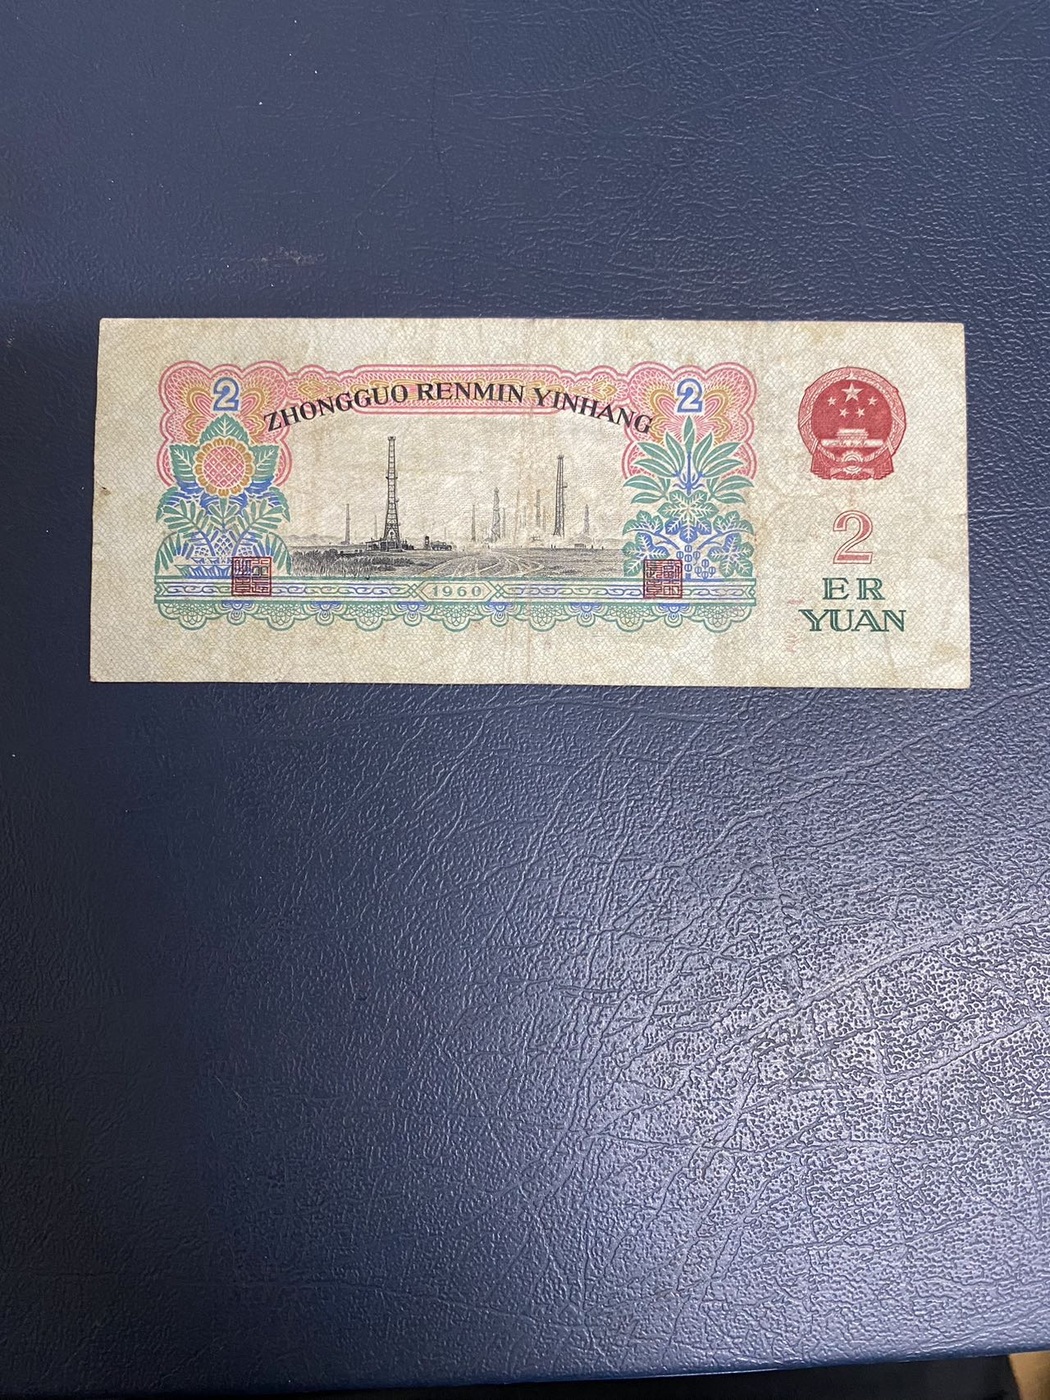 2 ZHONGGUO RENMIN YINHANG 2
1960
2
ER
YUAN